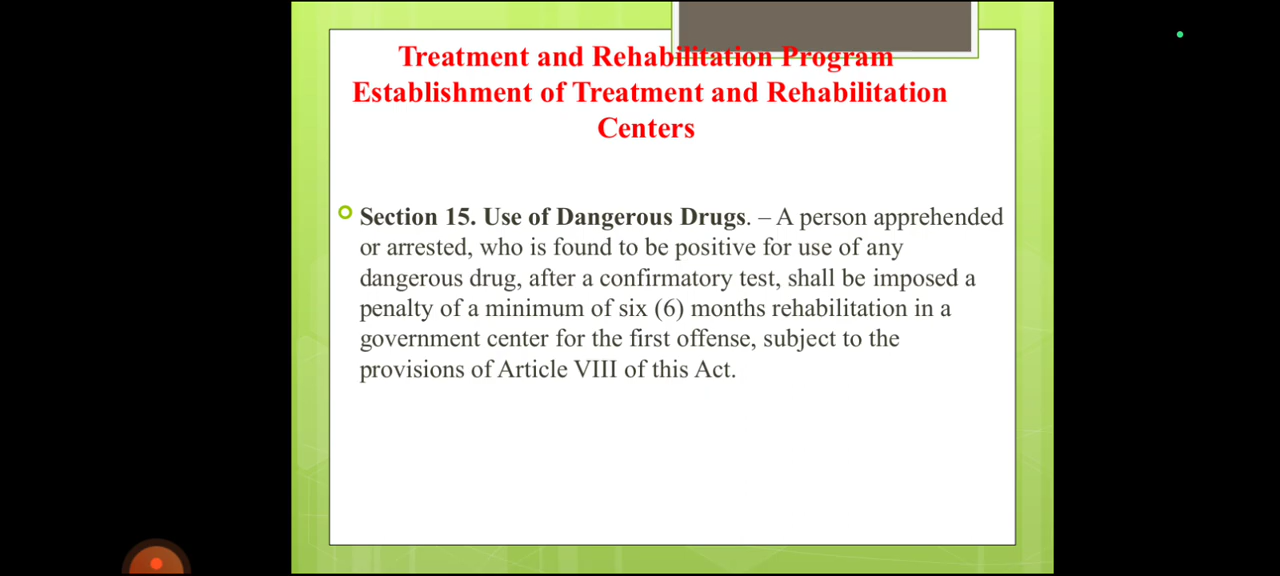 Treatment and Rehabilitation Program
Establishment of Treatment and Rehabilitation
Centers
Section 15. Use of Dangerous Drugs. – A person apprehended
or arrested, who is found to be positive for use of any
dangerous drug, after a confirmatory test, shall be imposed a
penalty of a minimum of six (6) months rehabilitation in a
government center for the first offense, subject to the
provisions of Article VIII of this Act.